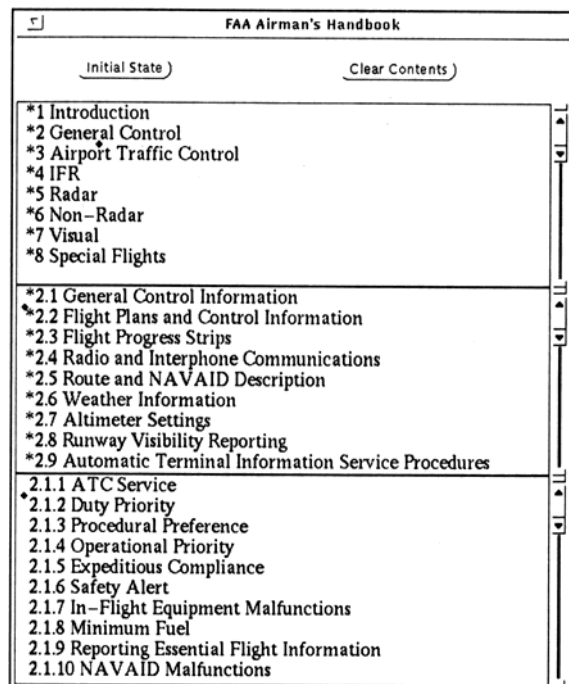 FAA Airman's Handbook
Initial State
Clear Contents
*1 Introduction
*2 General Control
*3 Airport Traffic Control
*4 IFR
*5 Radar
*6 Non-Radar
*7 Visual
*8 Special Flights
*2.1 General Control Information
*2.2 Flight Plans and Control Information
*2.3 Flight Progress Strips
*2.4 Radio and Interphone Communications
*2.5 Route and NAVAID Description
*2.6 Weather Information
*2.7 Altimeter Settings
*2.8 Runway Visibility Reporting
*2.9 Automatic Terminal Information Service Procedures
2.1.1 ATC Service
2.1.2 Duty Priority
2.1.3 Procedural Preference
2.1.4 Operational Priority
2.1.5 Expeditious Compliance
2.1.6 Safety Alert
2.1.7 In-Flight Equipment Malfunctions
2.1.8 Minimum Fuel
2.1.9 Reporting Essential Flight Information
2.1.10 NAVAID Malfunctions